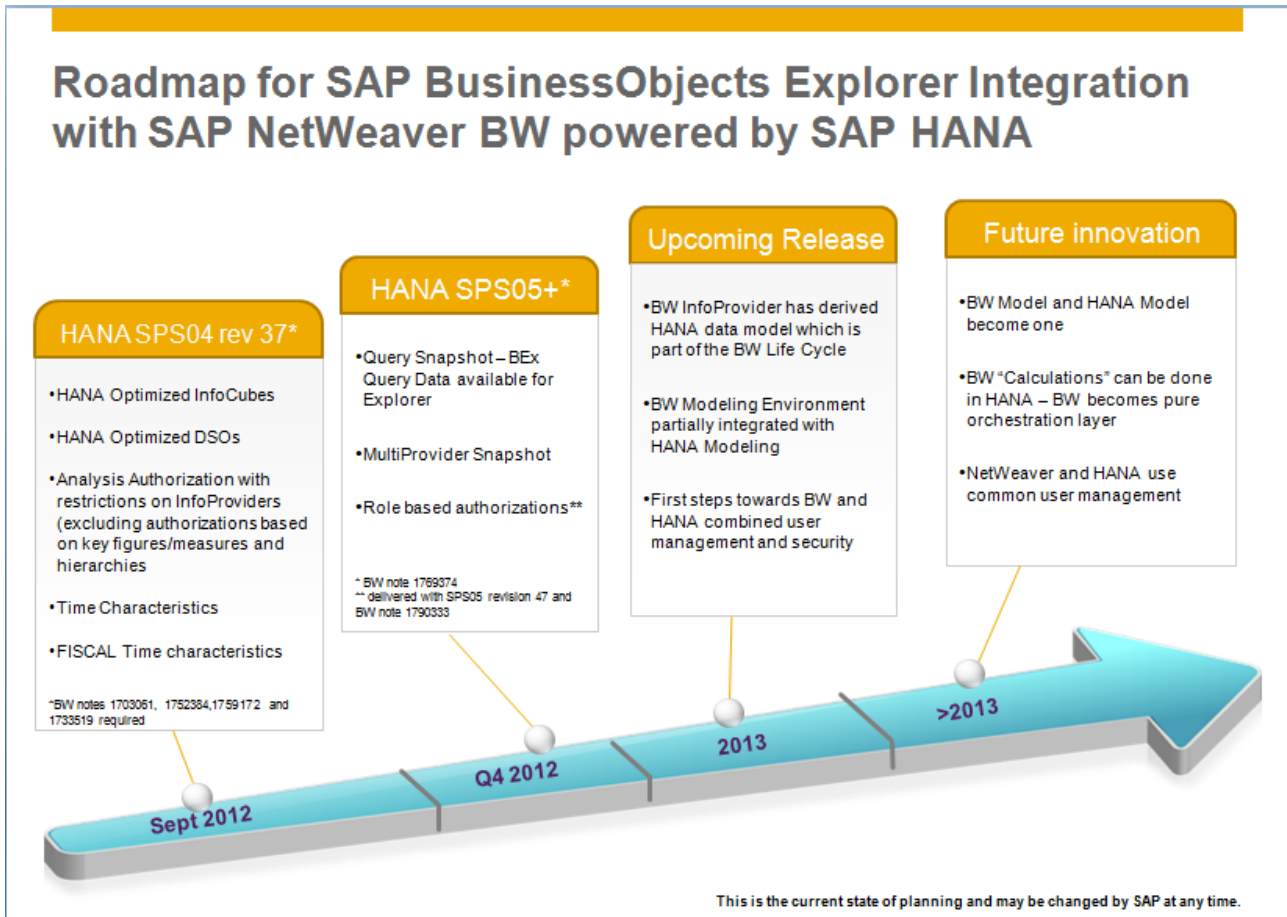 Roadmap for SAP BusinessObjects Explorer Integration
with SAP NetWeaver BW powered by SAP HANA
HANA SPS04 rev 37*
•HANA Optimized InfoCubes
•HANA Optimized DSOs
•Analysis Authorization with
restrictions on InfoProviders
(excluding authorizations based
on key figures/measures and
hierarchies
•Time Characteristics
•FISCAL Time characteristics
*BW notes 1703061, 1752384,1759172 and
1733519 required
HANA SPS05+*
•Query Snapshot – BEx
Query Data available for
Explorer
•MultiProvider Snapshot
•Role based authorizations**
* BW note 1769374
** delivered with SPS05 revision 47 and
BW note 1790333
Upcoming Release
•BW InfoProvider has derived
HANA data model which is
part of the BW Life Cycle
•BW Modeling Environment
partially integrated with
HANA Modeling
•First steps towards BW and
HANA combined user
management and security
Future innovation
•BW Model and HANA Model
become one
•BW “Calculations” can be done
in HANA – BW becomes pure
orchestration layer
•NetWeaver and HANA use
common user management
Sept 2012
Q4 2012
2013
>2013
This is the current state of planning and may be changed by SAP at any time.